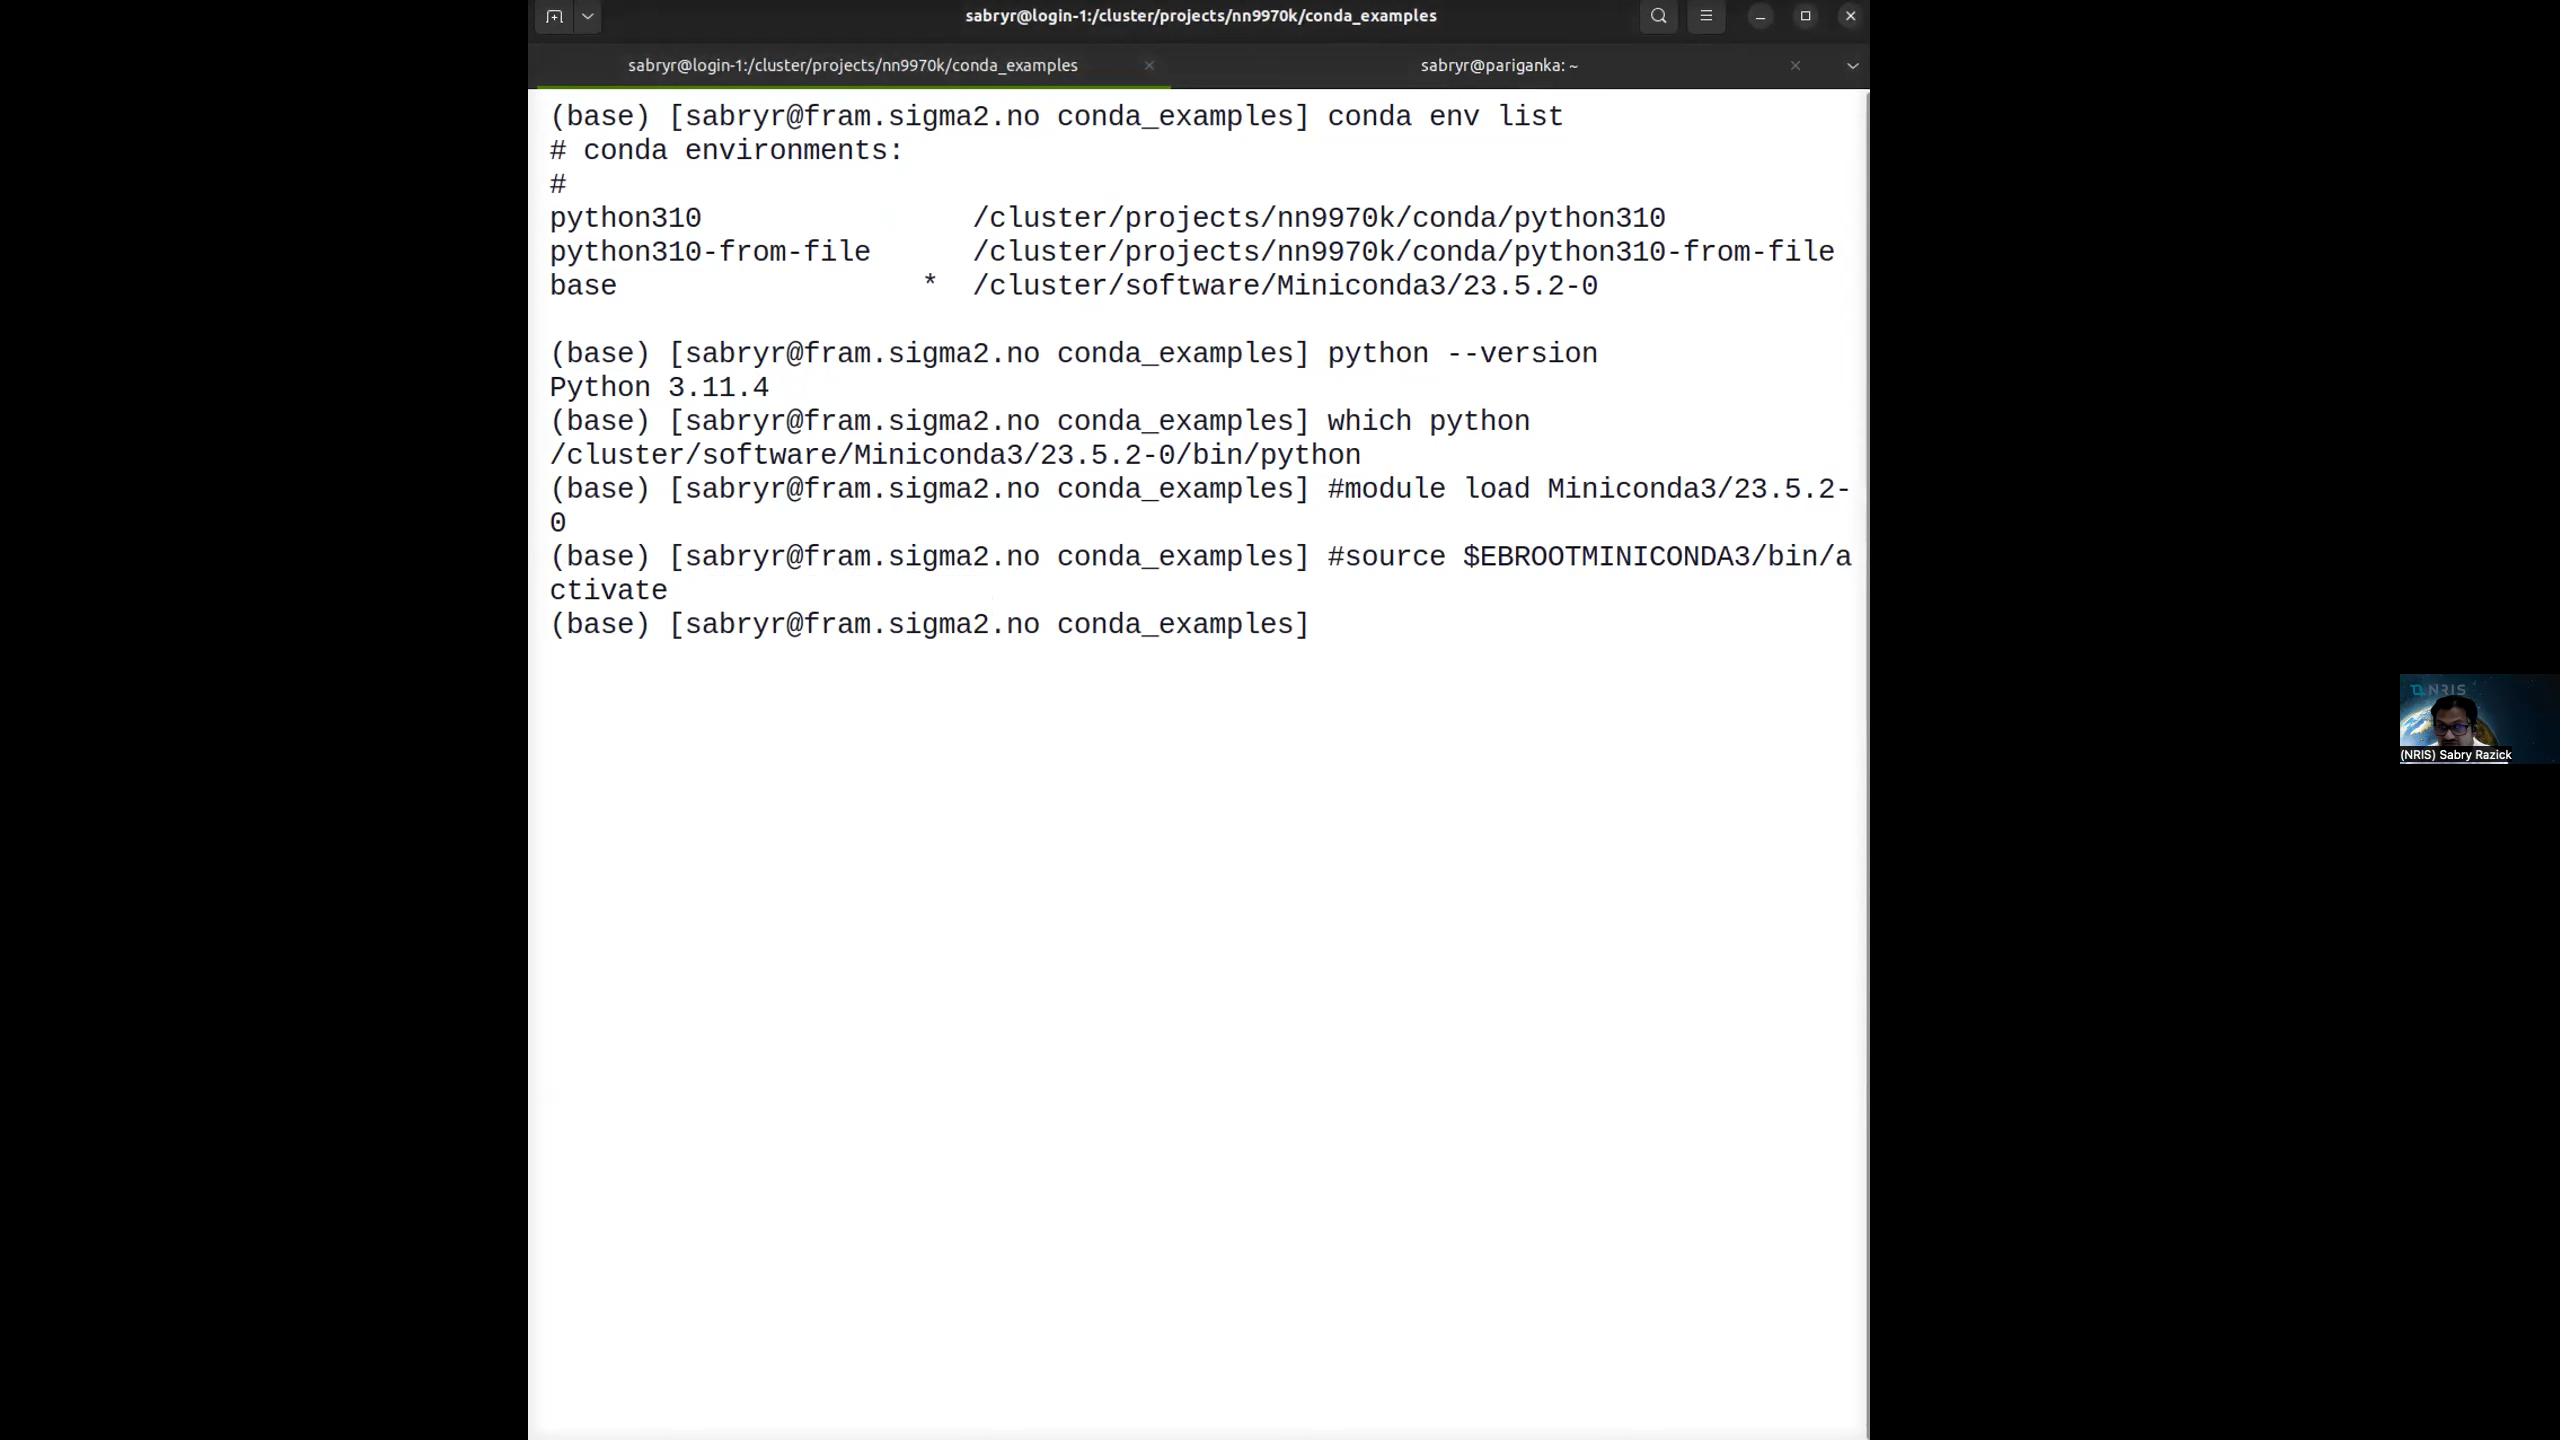 sabryr@login-1:/cluster/projects/nn9970k/conda_examples
sabryr@login-1:/cluster/projects/nn9970k/conda_examples
sabryr@pariganka: ~
(base) [sabryr@fram.sigma2.no conda_examples] conda env list
# conda environments:
#
python310 /cluster/projects/nn9970k/conda/python310
python310-from-file /cluster/projects/nn9970k/conda/python310-from-file
base * /cluster/software/Miniconda3/23.5.2-0
(base) [sabryr@fram.sigma2.no conda_examples] python --version
Python 3.11.4
(base) [sabryr@fram.sigma2.no conda_examples] which python
/cluster/software/Miniconda3/23.5.2-0/bin/python
(base) [sabryr@fram.sigma2.no conda_examples] #module load Miniconda3/23.5.2-
0
(base) [sabryr@fram.sigma2.no conda_examples] #source $EBROOTMINICONDA3/bin/a
ctivate
(base) [sabryr@fram.sigma2.no conda_examples]
NRIS
(NRIS) Sabry Razick